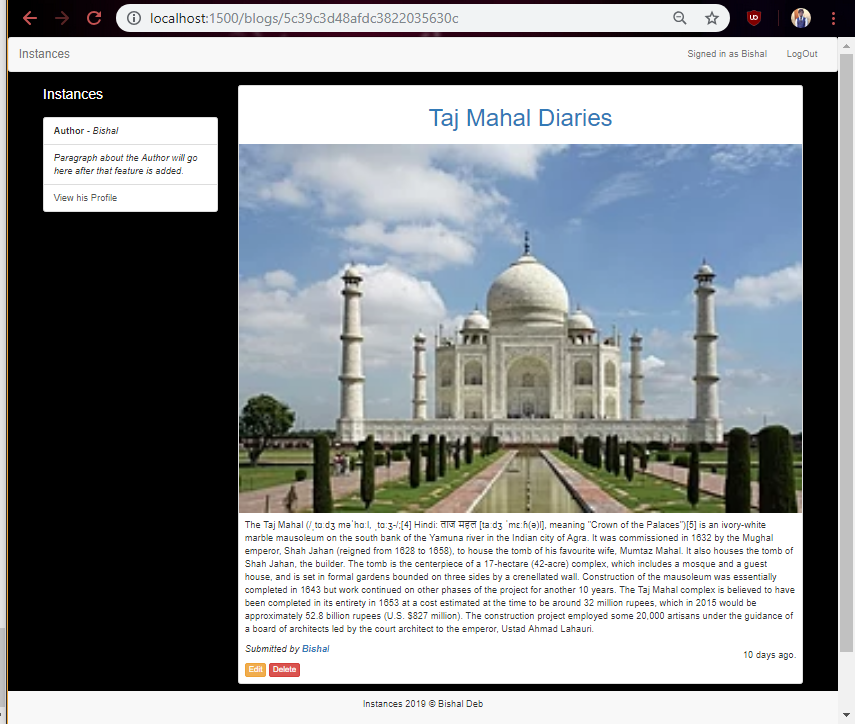 localhost:1500/blogs/5c39c3d48afdc3822035630c
Instances
Signed in as Bishal
LogOut
Instances
Author - Bishal
Paragraph about the Author will go
here after that feature is added.
View his Profile
Taj Mahal Diaries
The Taj Mahal (/ˌtɑːdʒ məˈhɑːl, ˌtɑːʒ-/;[4] Hindi: ताज महल [taːdʒ ˈmɛːɦ(ə)l], meaning "Crown of the Palaces")[5] is an ivory-white
marble mausoleum on the south bank of the Yamuna river in the Indian city of Agra. It was commissioned in 1632 by the Mughal
emperor, Shah Jahan (reigned from 1628 to 1658), to house the tomb of his favourite wife, Mumtaz Mahal. It also houses the tomb of
Shah Jahan, the builder. The tomb is the centerpiece of a 17-hectare (42-acre) complex, which includes a mosque and a guest
house, and is set in formal gardens bounded on three sides by a crenellated wall. Construction of the mausoleum was essentially
completed in 1643 but work continued on other phases of the project for another 10 years. The Taj Mahal complex is believed to have
been completed in its entirety in 1653 at a cost estimated at the time to be around 32 million rupees, which in 2015 would be
approximately 52.8 billion rupees (U.S. $827 million). The construction project employed some 20,000 artisans under the guidance of
a board of architects led by the court architect to the emperor, Ustad Ahmad Lahauri.
Submitted by Bishal
10 days ago.
Edit Delete
Instances 2019 © Bishal Deb